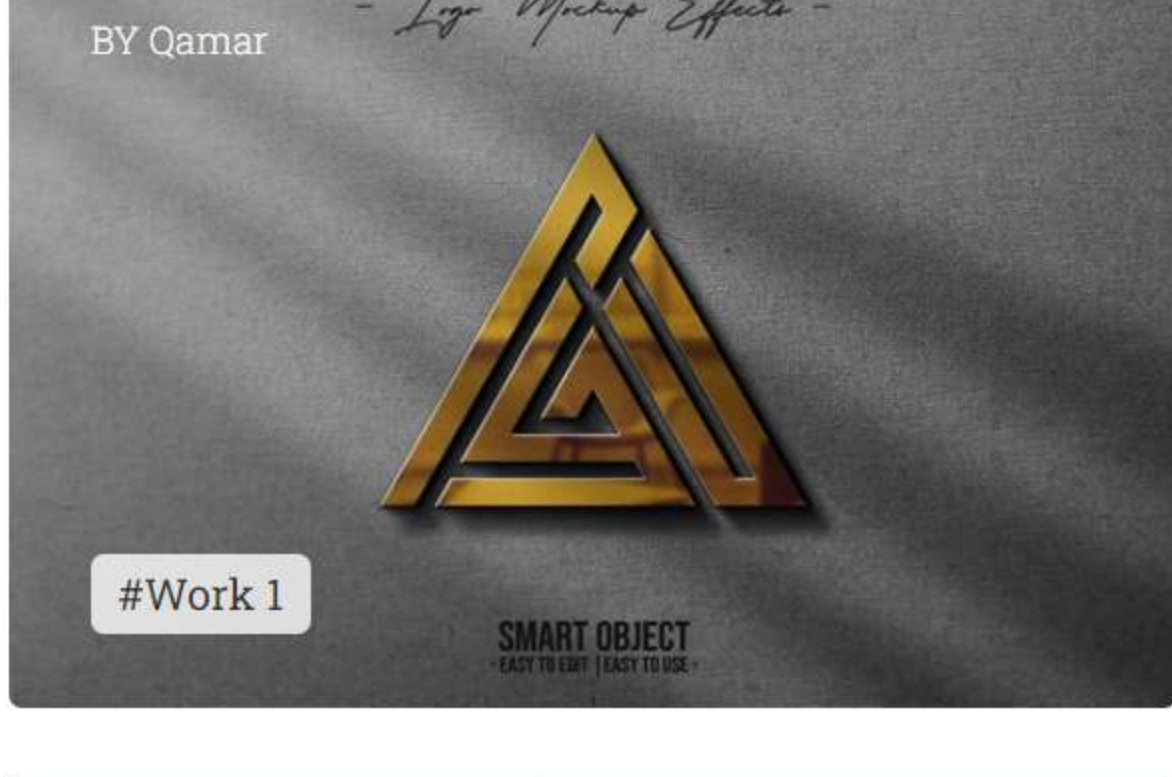 - Logo Mockup Effects -
BY Qamar
#Work 1
SMART OBJECT
- EASY TO EDIT | EASY TO USE -